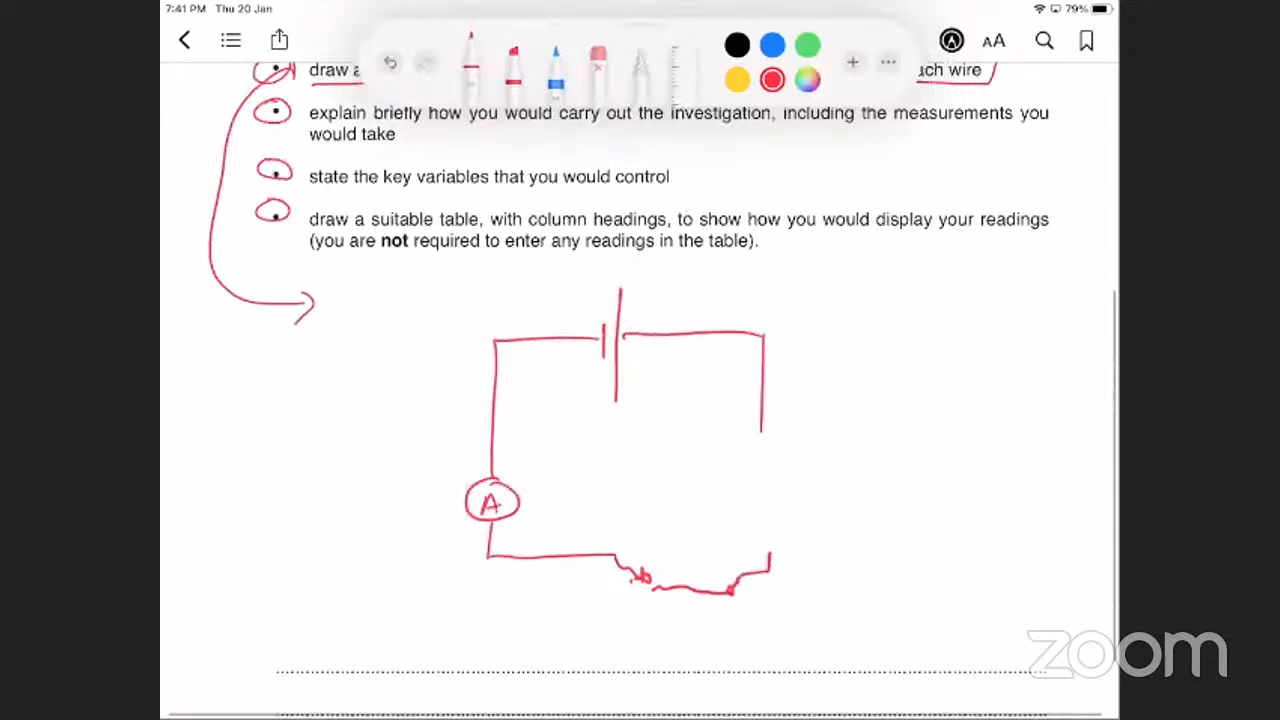 7:41 PM Thu 20 Jan
79%
AA
draw a
ach wire
explain briefly how you would carry out the investigation, including the measurements you
would take
state the key variables that you would control
draw a suitable table, with column headings, to show how you would display your readings
(you are not required to enter any readings in the table).
A
zoom